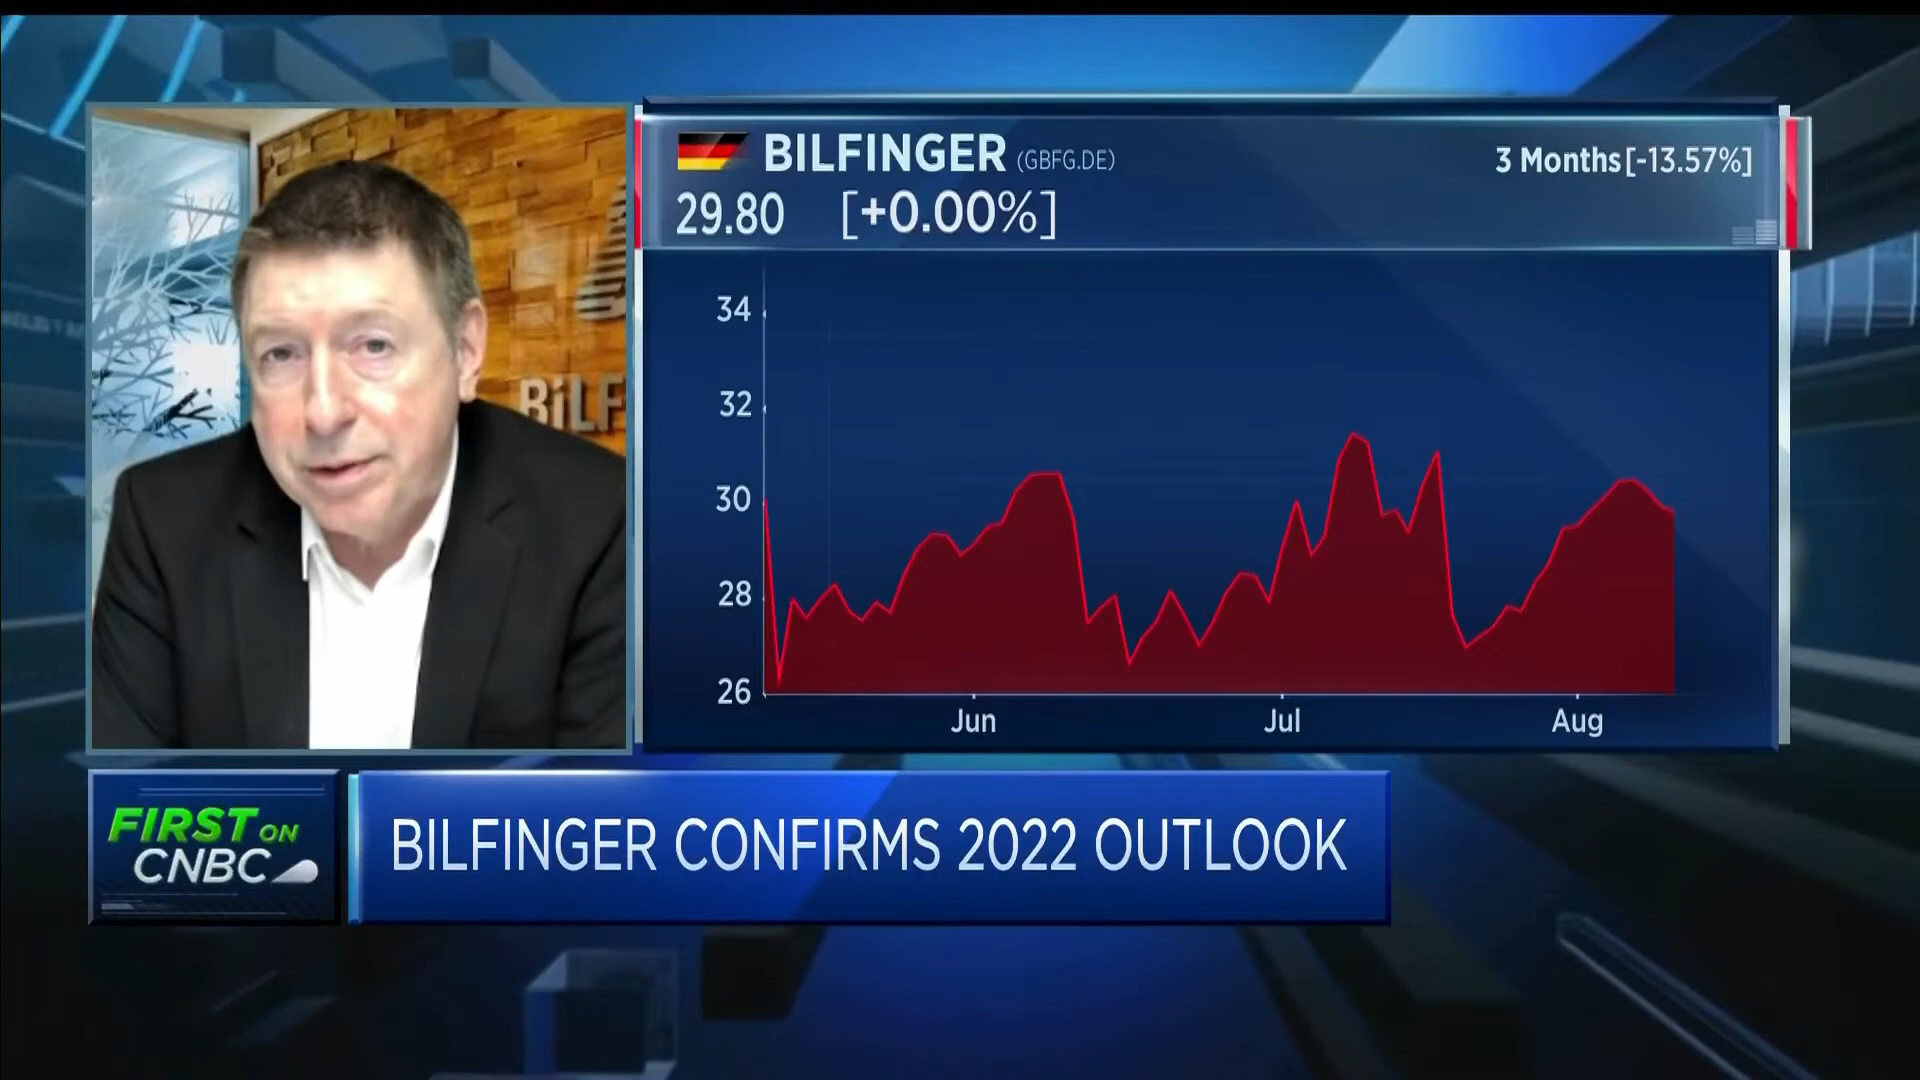 BILFINGER (GBFG.DE)
3 Months [-13.57%]
29.80 [+0.00%]
34
32
30
28
26
Jun Jul Aug
BiLF
FIRST ON
CNBC
BILFINGER CONFIRMS 2022 OUTLOOK